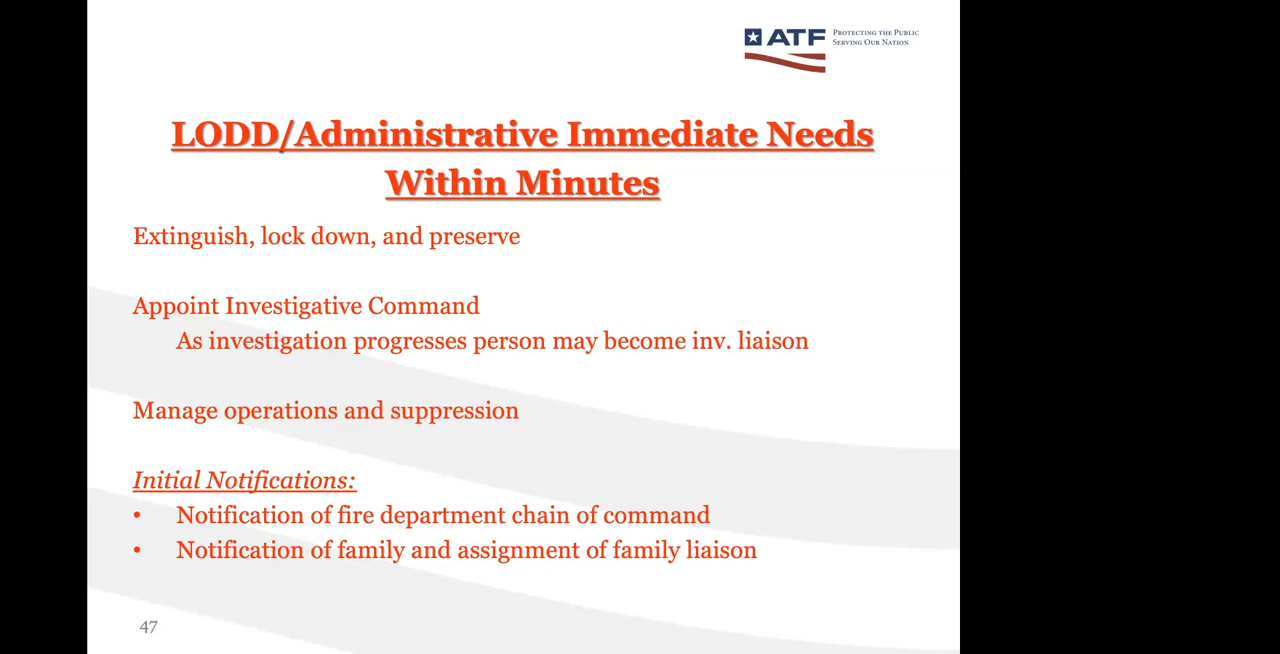 ATF
PROTECTING THE PUBLIC
SERVING OUR NATION
LODD/Administrative Immediate Needs
Within Minutes
Extinguish, lock down, and preserve
Appoint Investigative Command
As investigation progresses person may become inv. liaison
Manage operations and suppression
Initial Notifications:
• Notification of fire department chain of command
• Notification of family and assignment of family liaison
47